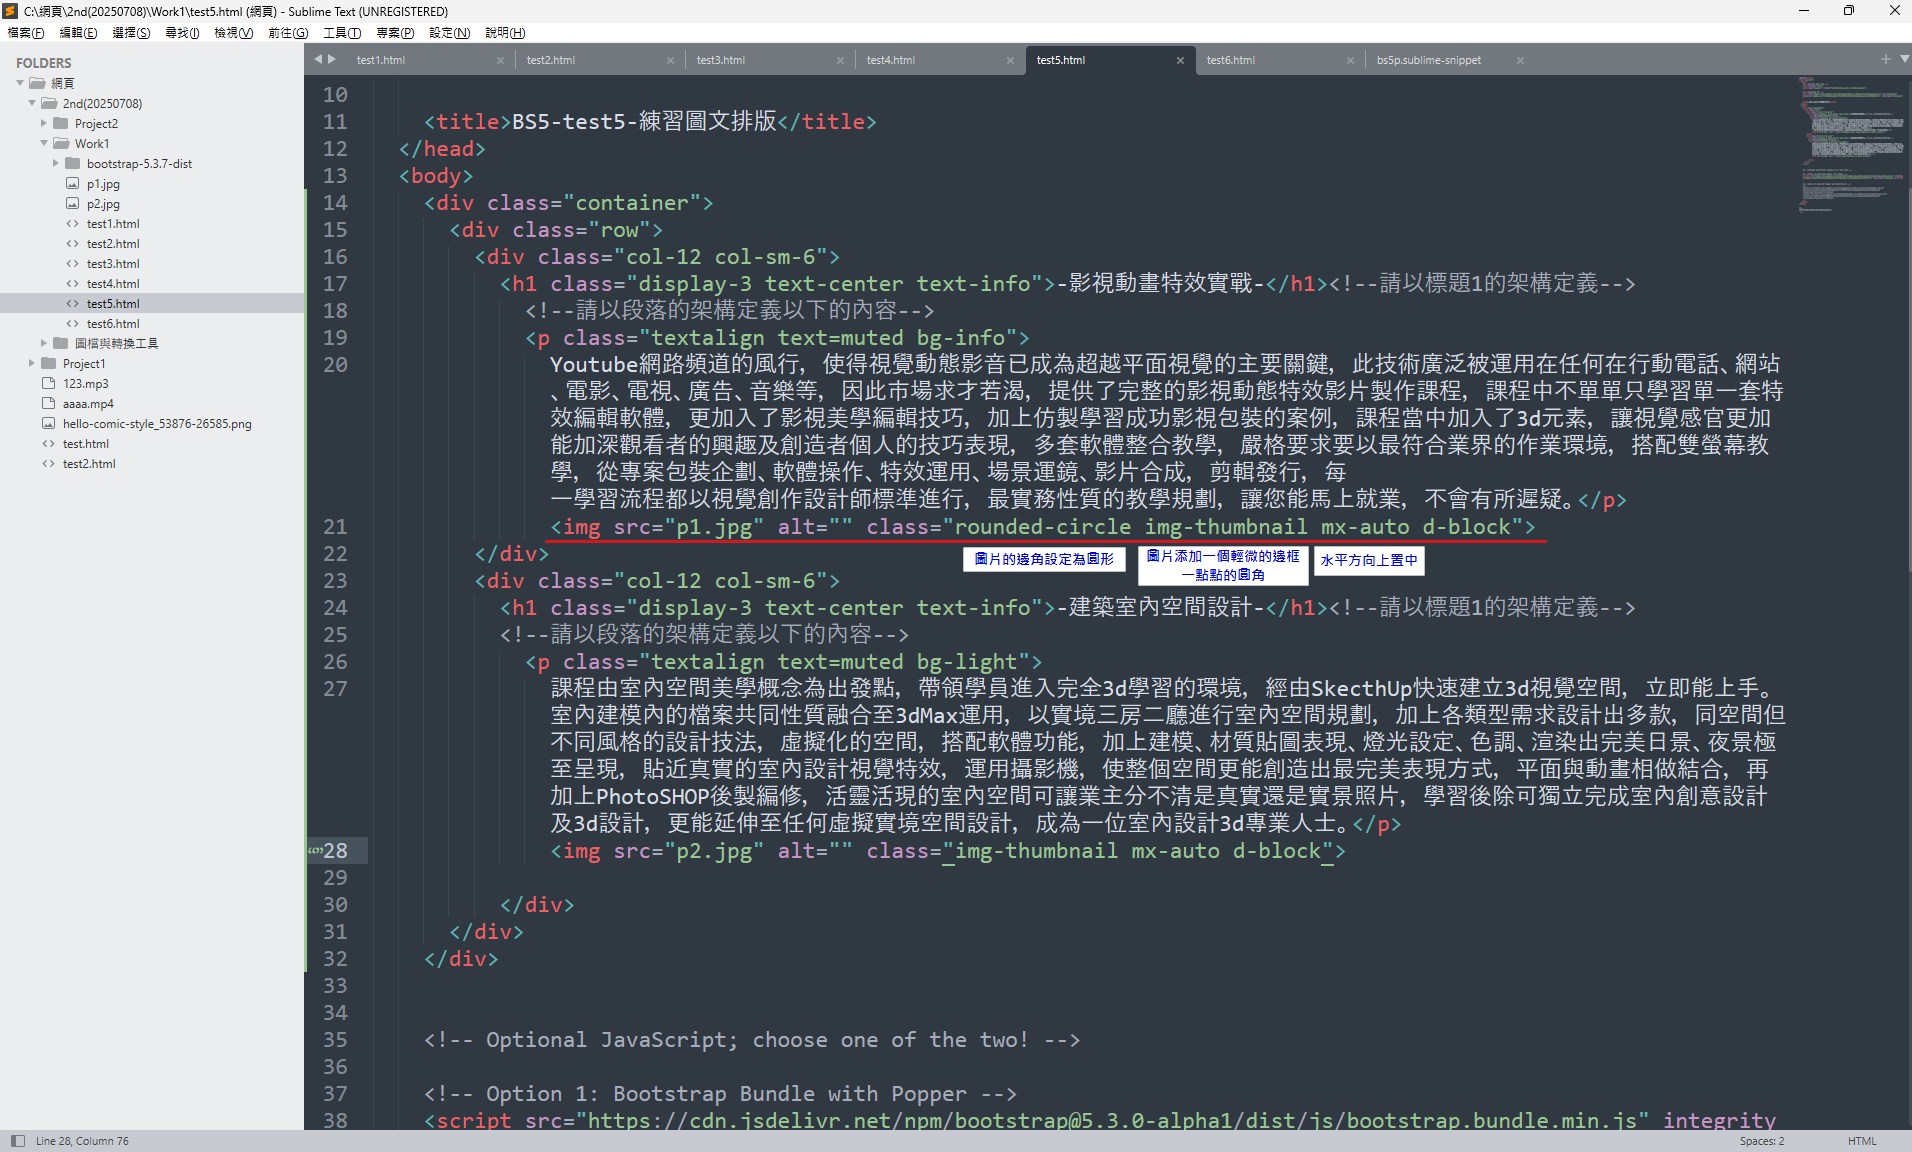 C:\網頁\2nd(20250708)\Work1\test5.html (網頁) - Sublime Text (UNREGISTERED)
檔案(F) 編輯(E) 選擇(S) 尋找(I) 檢視(V) 前往(G) 工具(T) 專案(P) 設定(N) 說明(H)
FOLDERS
網頁
2nd(20250708)
Project2
Work1
bootstrap-5.3.7-dist
p1.jpg
p2.jpg
test1.html
test2.html
test3.html
test4.html
test5.html
test6.html
圖檔與轉換工具
Project1
123.mp3
aaaa.mp4
hello-comic-style_53876-26585.png
test.html
test2.html
test1.html × test2.html × test3.html × test4.html × test5.html × test6.html × bs5p.sublime-snippet ×
10
11 <title>BS5-test5-練習圖文排版</title>
12 </head>
13 <body>
14 <div class="container">
15 <div class="row">
16 <div class="col-12 col-sm-6">
17 <h1 class="display-3 text-center text-info">-影視動畫特效實戰-</h1><!--請以標題1的架構定義-->
18 <!--請以段落的架構定義以下的內容-->
19 <p class="textalign text=muted bg-info">
20 Youtube網路頻道的風行, 使得視覺動態影音已成為超越平面視覺的主要關鍵, 此技術廣泛被運用在任何在行動電話、網站
、電影、電視、廣告、音樂等, 因此市場求才若渴, 提供了完整的影視動態特效影片製作課程, 課程中不單單只學習單一套特
效編輯軟體, 更加入了影視美學編輯技巧, 加上仿製學習成功影視包裝的案例, 課程當中加入了3d元素, 讓視覺感官更加
能加深觀看者的興趣及創造者個人的技巧表現, 多套軟體整合教學, 嚴格要求要以最符合業界的作業環境, 搭配雙螢幕教
學, 從專案包裝企劃、軟體操作、特效運用、場景運鏡、影片合成, 剪輯發行, 每
一學習流程都以視覺創作設計師標準進行, 最實務性質的教學規劃, 讓您能馬上就業, 不會有所遲疑。</p>
21 <img src="p1.jpg" alt="" class="rounded-circle img-thumbnail mx-auto d-block">
22 </div>
圖片的邊角設定為圓形
圖片添加一個輕微的邊框
一點點的圓角
水平方向上置中
23 <div class="col-12 col-sm-6">
24 <h1 class="display-3 text-center text-info">-建築室內空間設計-</h1><!--請以標題1的架構定義-->
25 <!--請以段落的架構定義以下的內容-->
26 <p class="textalign text=muted bg-light">
27 課程由室內空間美學概念為出發點, 帶領學員進入完全3d學習的環境, 經由SkecthUp快速建立3d視覺空間, 立即能上手。
室內建模內的檔案共同性質融合至3dMax運用, 以實境三房二廳進行室內空間規劃, 加上各類型需求設計出多款, 同空間但
不同風格的設計技法, 虛擬化的空間, 搭配軟體功能, 加上建模、材質貼圖表現、燈光設定、色調、渲染出完美日景、夜景極
至呈現, 貼近真實的室內設計視覺特效, 運用攝影機, 使整個空間更能創造出最完美表現方式, 平面與動畫相做結合, 再
加上PhotoSHOP後製編修, 活靈活現的室內空間可讓業主分不清是真實還是實景照片, 學習後除可獨立完成室內創意設計
及3d設計, 更能延伸至任何虛擬實境空間設計, 成為一位室內設計3d專業人士。</p>
28 <img src="p2.jpg" alt="" class="img-thumbnail mx-auto d-block">
29
30 </div>
31 </div>
32 </div>
33
34
35 <!-- Optional JavaScript; choose one of the two! -->
36
37 <!-- Option 1: Bootstrap Bundle with Popper -->
38 <script src="https://cdn.jsdelivr.net/npm/bootstrap@5.3.0-alpha1/dist/js/bootstrap.bundle.min.js" integrity
Line 28, Column 76
Spaces: 2
HTML